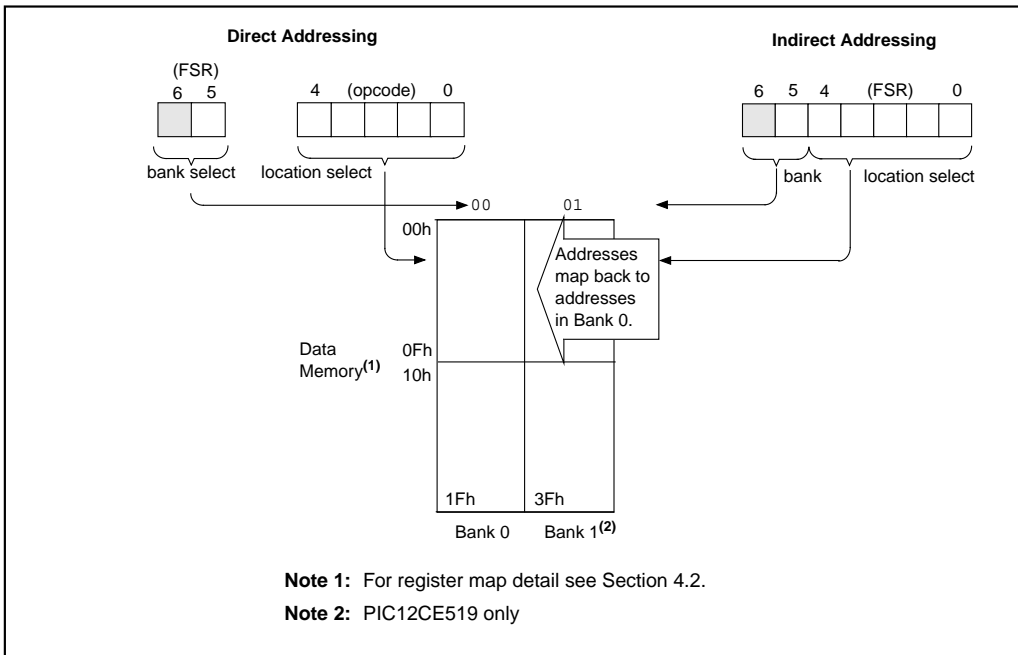 Direct Addressing
Indirect Addressing
(FSR)
6 5
4 (opcode) 0
6 5 4 (FSR) 0
bank select
location select
bank
location select
00
01
00h
Addresses
map back to
addresses
in Bank 0.
Data
Memory(1)
0Fh
10h
1Fh
3Fh
Bank 0
Bank 1(2)
Note 1: For register map detail see Section 4.2.
Note 2: PIC12CE519 only